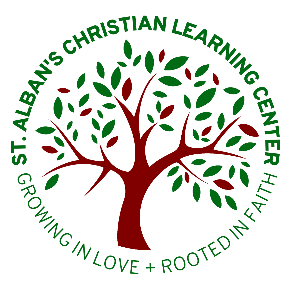 ST. ALBAN'S CHRISTIAN LEARNING CENTER
GROWING IN LOVE + ROOTED IN FAITH